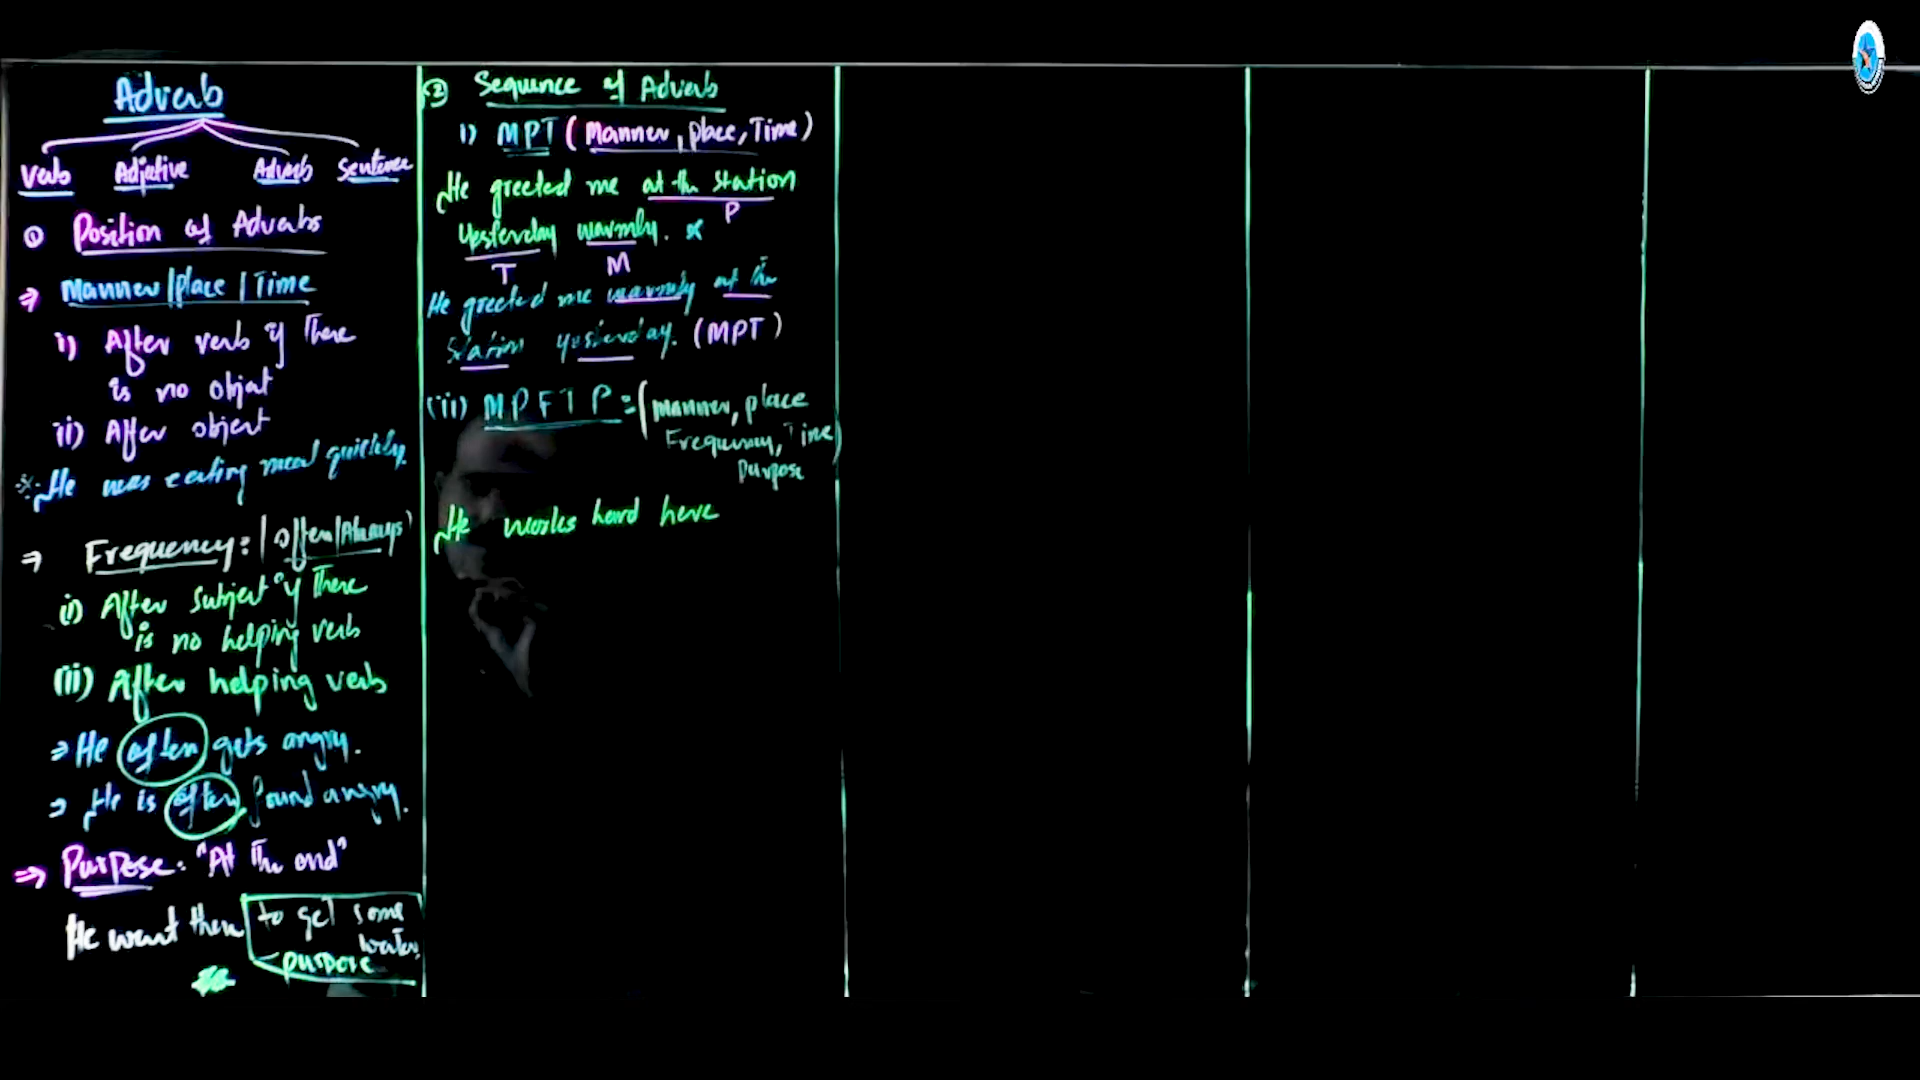 Adverb
Verb Adjective Adverb Sentence
① Position of Adverbs
⇒ Manner/Place/Time
i) After verb if There
is no object
ii) After object
He was eating meal quickly.
⇒ Frequency: (often/Always)
(i) After subject if There
is no helping verb
(ii) After helping verb
⇒ He often gets angry.
⇒ He is often found angry.
⇒ Purpose: "At The end"
He went there to get some
water
purpose
② Sequence of Adverb
i) MPT (Manner, place, Time)
He greeted me at the station
P
yesterday warmly. ×
T M
He greeted me warmly at the
station yesterday. (MPT)
(ii) MPFTP = (manner, place
Frequency, Time)
Purpose
He works hard here